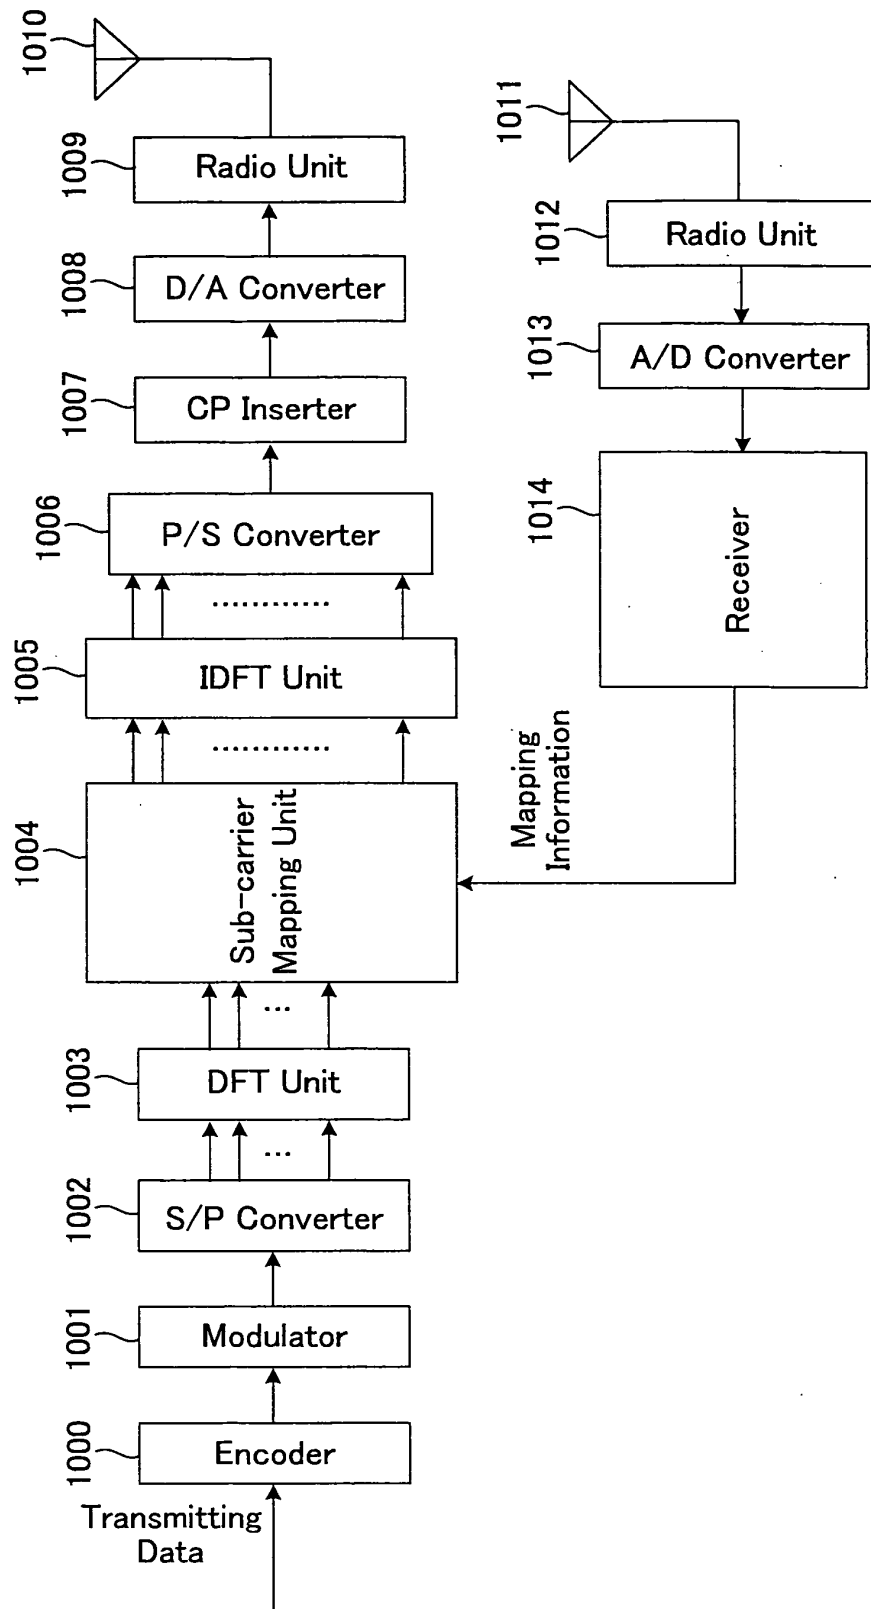 1010
1009
Radio Unit
1008
D/A Converter
1007
CP Inserter
1006
P/S Converter
1005
IDFT Unit
1004
Sub-carrier
Mapping Unit
1003
DFT Unit
1002
S/P Converter
1001
Modulator
1000
Encoder
Transmitting
Data
1011
1012
Radio Unit
1013
A/D Converter
1014
Receiver
Mapping
Information